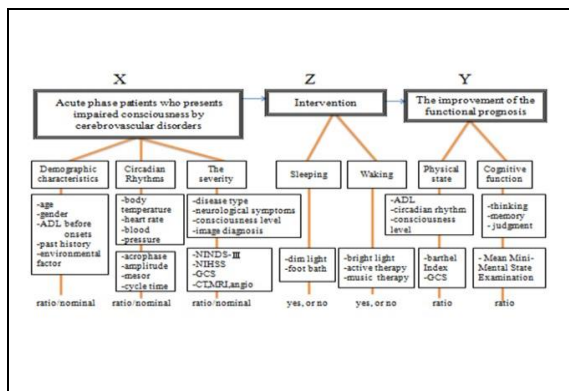 X
Z
Y
Acute phase patients who presents
impaired consciousness by
cerebrovascular disorders
Intervention
The improvement of the
functional prognosis
Demographic
characteristics
Circadian
Rhythms
The
severity
Sleeping
Waking
Physical
state
Cognitive
function
-age
-gender
-ADL before
onsets
-past history
-environmental
factor
-body
temperature
-heart rate
-blood
-pressure
-acrophase
-amplitude
-mesor
-cycle time
-disease type
-neurological symptoms
-consciousness level
-image diagnosis
-NINDS-III
-NIHSS
-GCS
-CT,MRI,angio
-dim light
-foot bath
-bright light
-active therapy
-music therapy
-ADL
-circadian rhythm
-consciousness
level
-barthel
Index
-GCS
-thinking
-memory
- judgment
- Mean Mini-
Mental State
Examination
ratio/nominal
ratio/nominal
ratio/nominal
yes, or no
yes, or no
ratio
ratio